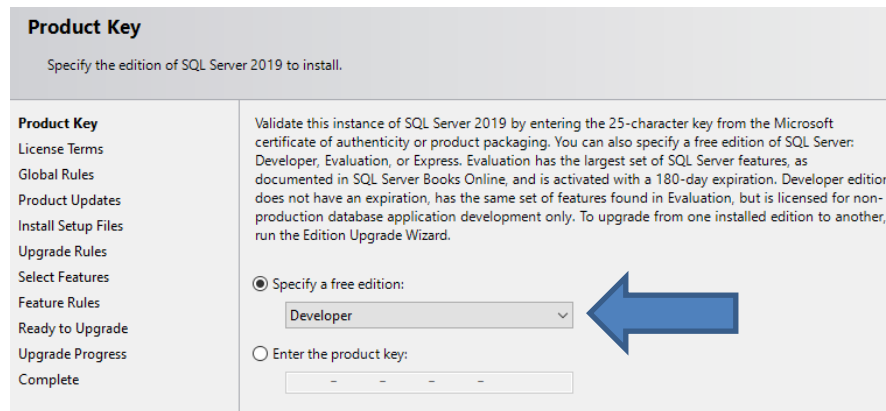 Product Key
Specify the edition of SQL Server 2019 to install.
Product Key
License Terms
Global Rules
Product Updates
Install Setup Files
Upgrade Rules
Select Features
Feature Rules
Ready to Upgrade
Upgrade Progress
Complete
Validate this instance of SQL Server 2019 by entering the 25-character key from the Microsoft
certificate of authenticity or product packaging. You can also specify a free edition of SQL Server:
Developer, Evaluation, or Express. Evaluation has the largest set of SQL Server features, as
documented in SQL Server Books Online, and is activated with a 180-day expiration. Developer edition
does not have an expiration, has the same set of features found in Evaluation, but is licensed for non-
production database application development only. To upgrade from one installed edition to another,
run the Edition Upgrade Wizard.
Specify a free edition:
Developer
Enter the product key:
- - - -